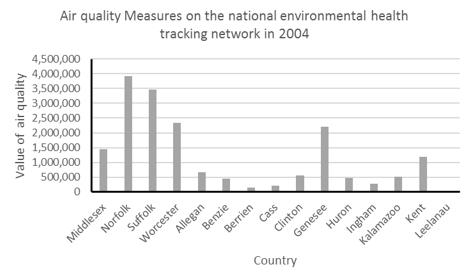 Air quality Measures on the national environmental health
tracking network in 2004
Value of air quality
4,500,000
4,000,000
3,500,000
3,000,000
2,500,000
2,000,000
1,500,000
1,000,000
500,000
0
Middlesex
Norfolk
Suffolk
Worcester
Allegan
Benzie
Berrien
Cass
Clinton
Genesee
Huron
Ingham
Kalamazoo
Kent
Leelanau
Country